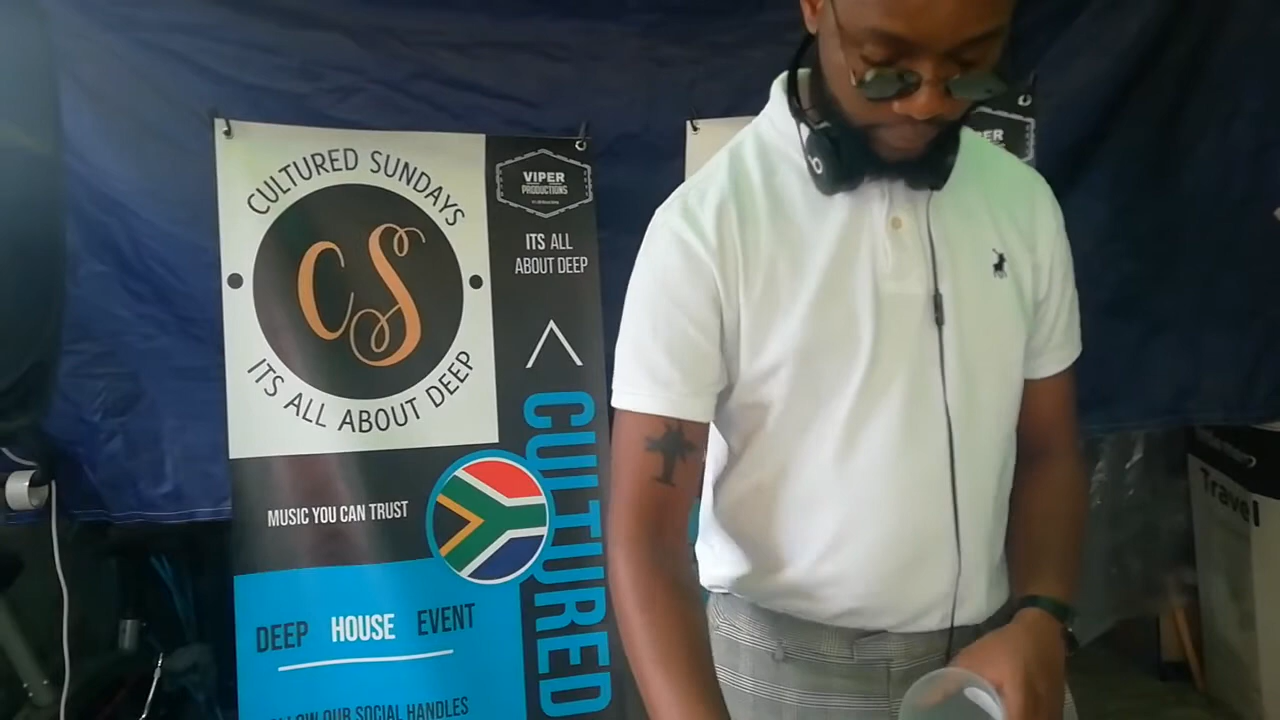 CULTURED SUNDAYS
CS
ITS ALL ABOUT DEEP
VIPER
PRODUCTIONS
ITS ALL
ABOUT DEEP
CULTURED
MUSIC YOU CAN TRUST
DEEP HOUSE EVENT
OUR SOCIAL HANDLES
PER
Travel